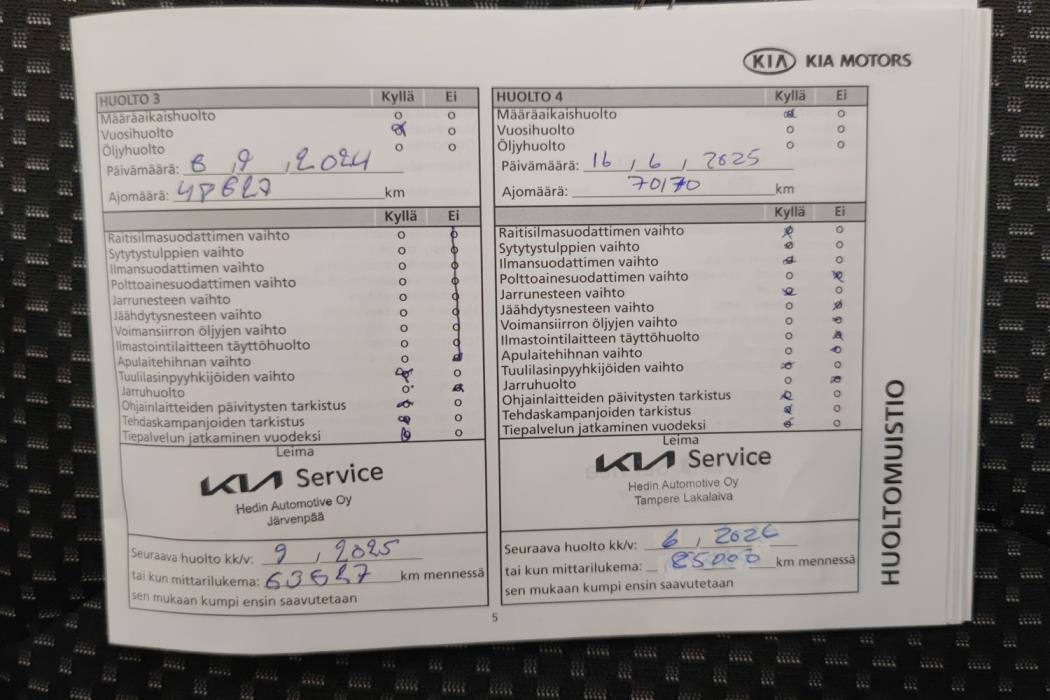 KIA KIA MOTORS
HUOLTO 3 Kyllä Ei
Määräaikaishuolto
Vuosihuolto
Öljyhuolto
Päivämäärä: 8, 9, 2024
Ajomäärä: 48627 km
Kyllä Ei
Raitisilmasuodattimen vaihto
Sytytystulppien vaihto
Ilmansuodattimen vaihto
Polttoainesuodattimen vaihto
Jarrunesteen vaihto
Jäähdytysnesteen vaihto
Voimansiirron öljyjen vaihto
Ilmastointilaitteen täyttöhuolto
Apulaitehihnan vaihto
Tuulilasinpyyhkijöiden vaihto
Jarruhuolto
Ohjainlaitteiden päivitysten tarkistus
Tehdaskampanjoiden tarkistus
Tiepalvelun jatkaminen vuodeksi
Leima
KIA Service
Hedin Automotive Oy
Järvenpää
Seuraava huolto kk/v: 9, 2025
tai kun mittarilukema: 63627 km mennessä
sen mukaan kumpi ensin saavutetaan
HUOLTO 4 Kyllä Ei
Määräaikaishuolto
Vuosihuolto
Öljyhuolto
Päivämäärä: 16, 6, 2025
Ajomäärä: 70170 km
Kyllä Ei
Raitisilmasuodattimen vaihto
Sytytystulppien vaihto
Ilmansuodattimen vaihto
Polttoainesuodattimen vaihto
Jarrunesteen vaihto
Jäähdytysnesteen vaihto
Voimansiirron öljyjen vaihto
Ilmastointilaitteen täyttöhuolto
Apulaitehihnan vaihto
Tuulilasinpyyhkijöiden vaihto
Jarruhuolto
Ohjainlaitteiden päivitysten tarkistus
Tehdaskampanjoiden tarkistus
Tiepalvelun jatkaminen vuodeksi
Leima
KIA Service
Hedin Automotive Oy
Tampere Lakalaiva
Seuraava huolto kk/v: 6, 2026
tai kun mittarilukema: 85000 km mennessä
sen mukaan kumpi ensin saavutetaan
HUOLTOMUISTIO
5